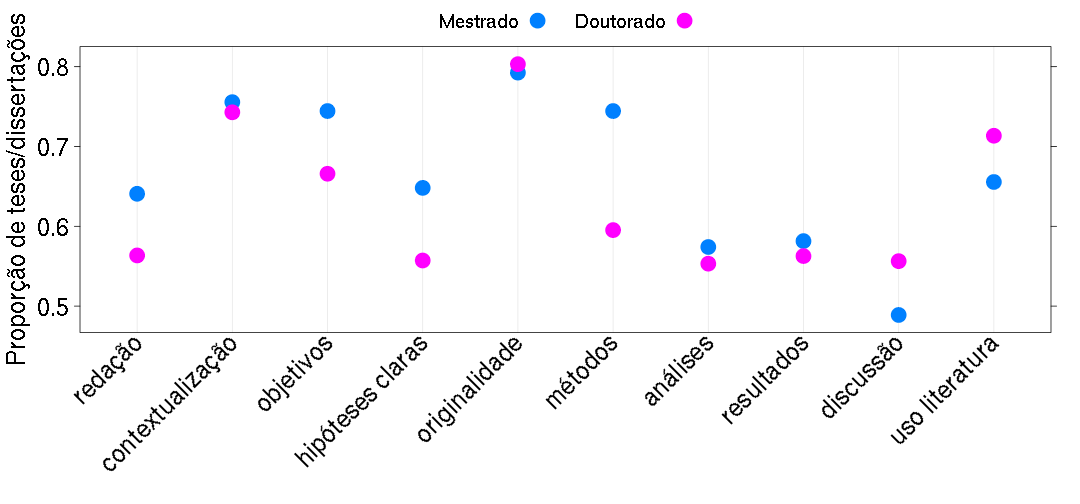 Mestrado Doutorado
Proporção de teses/dissertações
0.8
0.7
0.6
0.5
redação
contextualização
objetivos
hipóteses claras
originalidade
métodos
análises
resultados
discussão
uso literatura